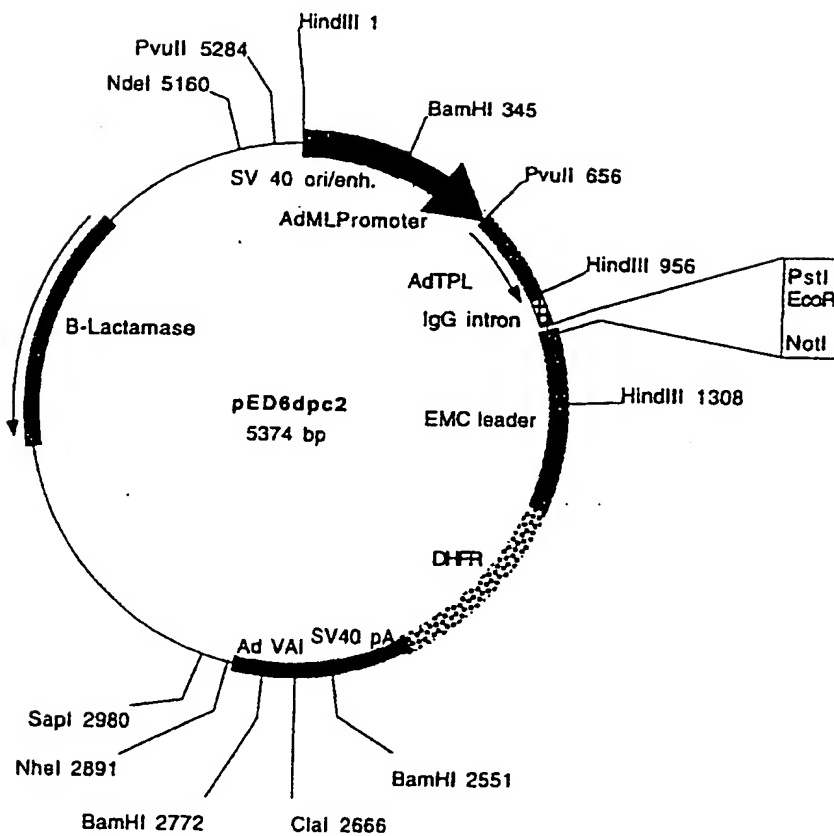 HindIII 1
PvuII 5284
NdeI 5160
BamHI 345
SV 40 ori/enh.
PvuII 656
AdMLPromoter
HindIII 956
AdTPL
PstI
EcoR
IgG intron
NotI
B-Lactamase
pED6dpc2
5374 bp
EMC leader
HindIII 1308
DHFR
SV40 pA
Ad VAI
SapI 2980
NheI 2891
BamHI 2551
BamHI 2772
ClaI 2666